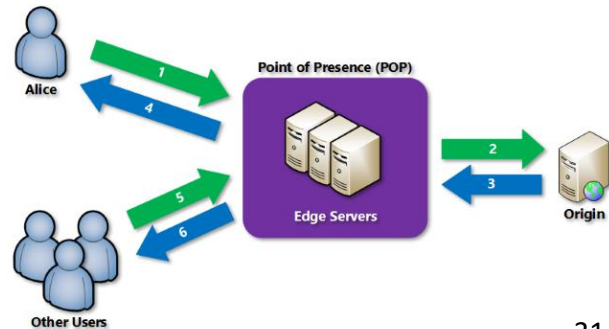 1
Alice
4
Point of Presence (POP)
2
3
Edge Servers
Origin
5
6
Other Users
21